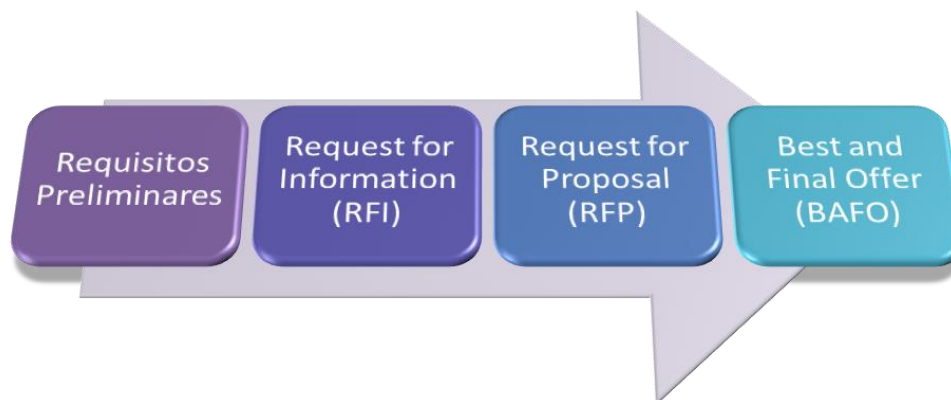 Requisitos
Preliminares
Request for
Information
(RFI)
Request for
Proposal
(RFP)
Best and
Final Offer
(BAFO)